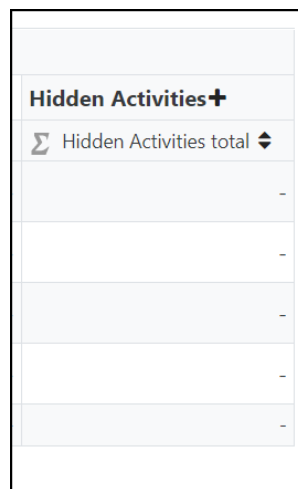 Hidden Activities+
Σ Hidden Activities total
-
-
-
-
-